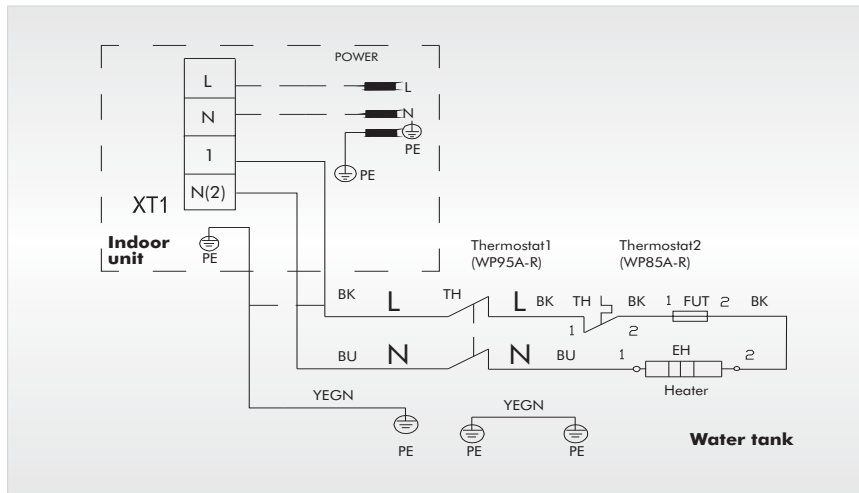 POWER
L
L
N
N
PE
1
PE
N(2)
XT1
Indoor
unit
PE
Thermostat1
(WP95A-R)
Thermostat2
(WP85A-R)
BK L TH L BK TH BK 1 FUT 2 BK
1 2
BU N N BU 1 EH 2
Heater
YEGN
YEGN
PE
PE
PE
Water tank